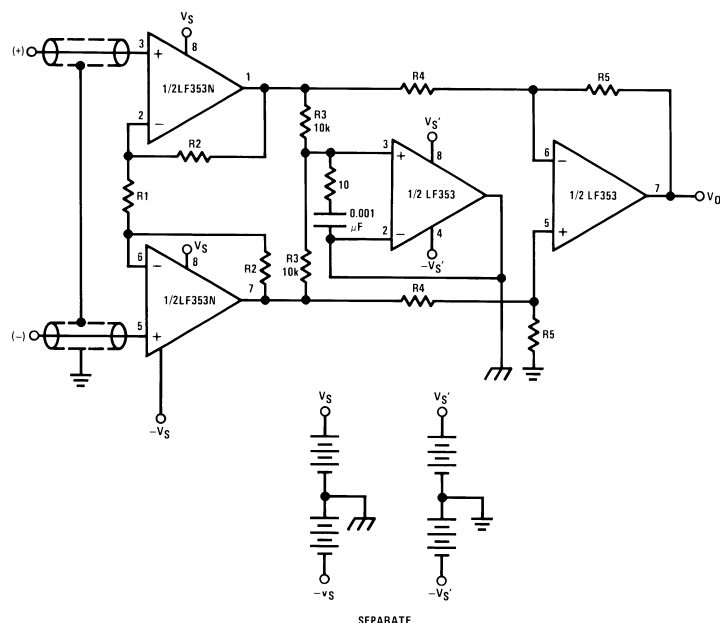 VS
8
(+)
3
+
1/2LF353N
1
2
−
R2
R1
R4
R5
R3
10k
VS'
8
3
+
10
1/2 LF353
0.001
µF
2
−
4
−VS'
6
−
1/2 LF353
7
VO
5
+
VS
8
6
−
1/2LF353N
7
R2
R3
10k
R4
R5
(−)
5
+
−VS
VS
VS'
−vS
−VS'
SEPARATE